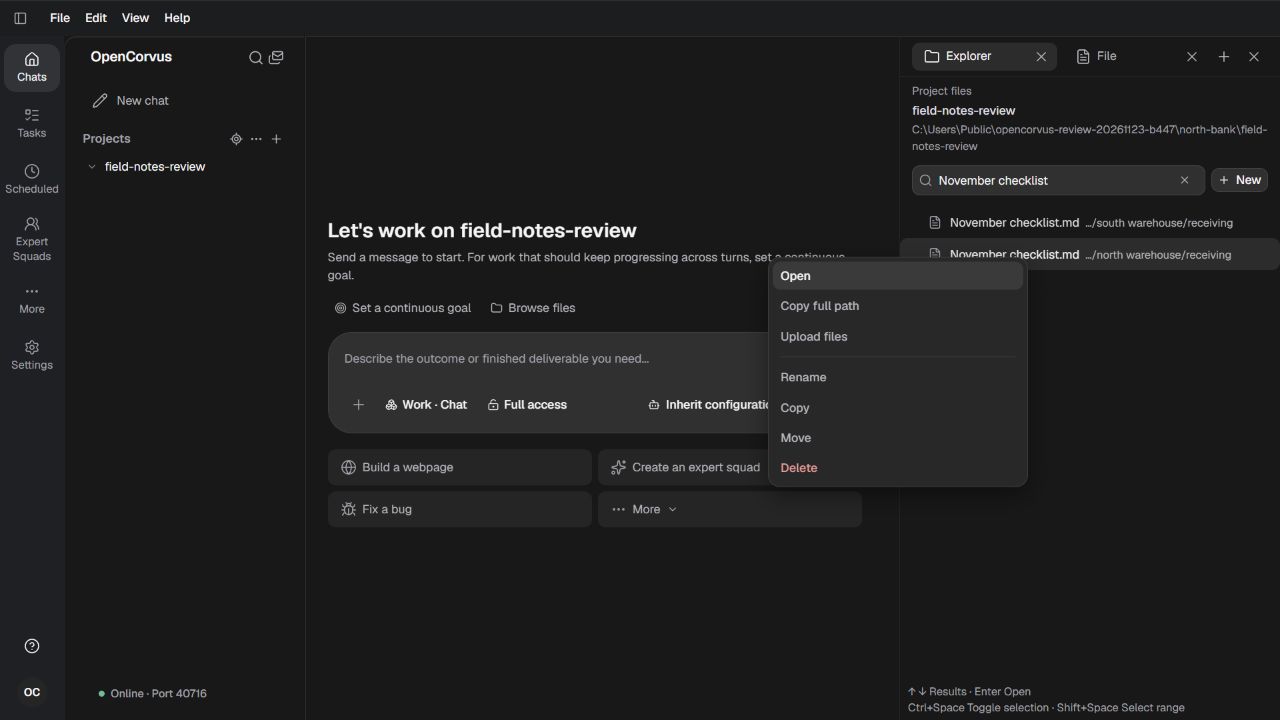 File Edit View Help
Chats
Tasks
Scheduled
Expert
Squads
More
Settings
OC
OpenCorvus
New chat
Projects
field-notes-review
Online · Port 40716
Let's work on field-notes-review
Send a message to start. For work that should keep progressing across turns, set a continuous
goal.
Set a continuous goal Browse files
Describe the outcome or finished deliverable you need...
Work · Chat Full access Inherit configuratio
Build a webpage Create an expert squad
Fix a bug More
Explorer File
Project files
field-notes-review
C:\Users\Public\opencorvus-review-20261123-b447\north-bank\field-
notes-review
November checklist New
November checklist.md .../south warehouse/receiving
November checklist.md .../north warehouse/receiving
Open
Copy full path
Upload files
Rename
Copy
Move
Delete
↑↓ Results · Enter Open
Ctrl+Space Toggle selection · Shift+Space Select range